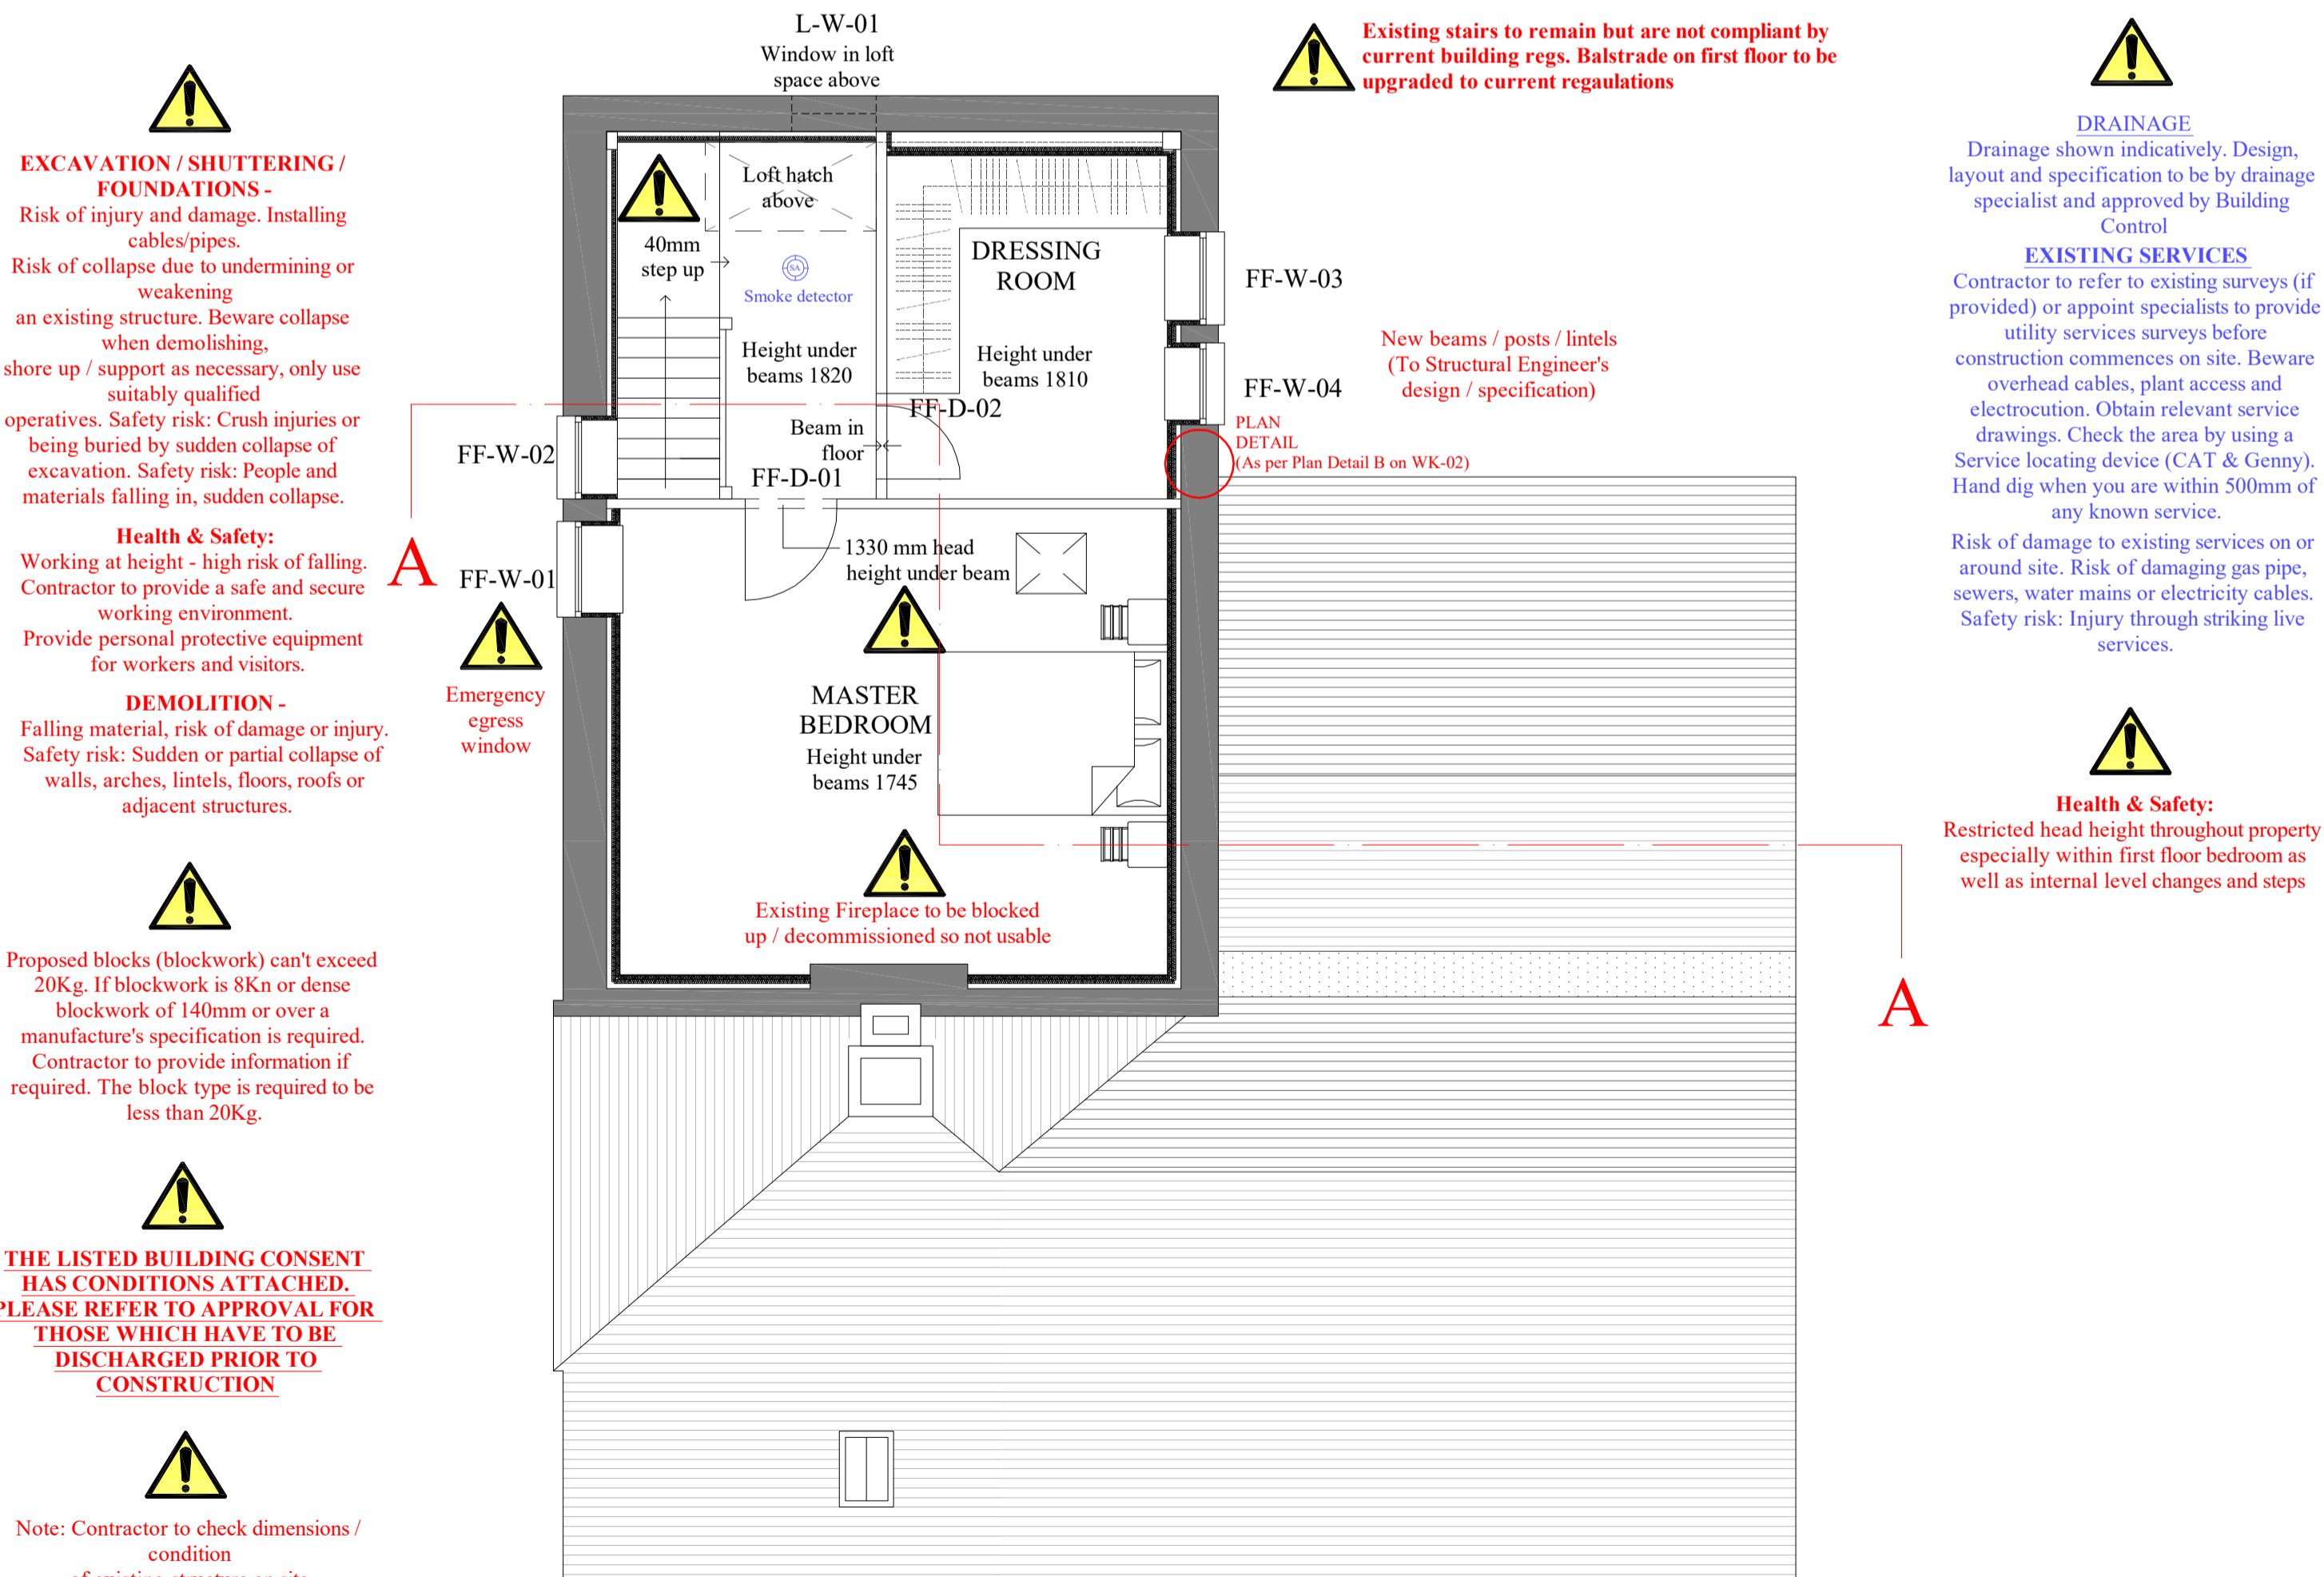 EXCAVATION / SHUTTERING /
FOUNDATIONS -
Risk of injury and damage. Installing
cables/pipes.
Risk of collapse due to undermining or
weakening
an existing structure. Beware collapse
when demolishing,
shore up / support as necessary, only use
suitably qualified
operatives. Safety risk: Crush injuries or
being buried by sudden collapse of
excavation. Safety risk: People and
materials falling in, sudden collapse.
Health & Safety:
Working at height - high risk of falling.
Contractor to provide a safe and secure
working environment.
Provide personal protective equipment
for workers and visitors.
DEMOLITION -
Falling material, risk of damage or injury.
Safety risk: Sudden or partial collapse of
walls, arches, lintels, floors, roofs or
adjacent structures.
Proposed blocks (blockwork) can't exceed
20Kg. If blockwork is 8Kn or dense
blockwork of 140mm or over a
manufacture's specification is required.
Contractor to provide information if
required. The block type is required to be
less than 20Kg.
THE LISTED BUILDING CONSENT
HAS CONDITIONS ATTACHED.
PLEASE REFER TO APPROVAL FOR
THOSE WHICH HAVE TO BE
DISCHARGED PRIOR TO
CONSTRUCTION
Note: Contractor to check dimensions /
condition
of existing structure on site
L-W-01
Window in loft
space above
Loft hatch
above
40mm
step up
SA
Smoke detector
DRESSING
ROOM
Height under
beams 1820
Height under
beams 1810
FF-D-02
Beam in
floor
FF-D-01
FF-W-02
FF-W-01
A
Emergency
egress
window
1330 mm head
height under beam
MASTER
BEDROOM
Height under
beams 1745
Existing Fireplace to be blocked
up / decommissioned so not usable
Existing stairs to remain but are not compliant by
current building regs. Balstrade on first floor to be
upgraded to current regaulations
FF-W-03
FF-W-04
New beams / posts / lintels
(To Structural Engineer's
design / specification)
PLAN
DETAIL
(As per Plan Detail B on WK-02)
A
DRAINAGE
Drainage shown indicatively. Design,
layout and specification to be by drainage
specialist and approved by Building
Control
EXISTING SERVICES
Contractor to refer to existing surveys (if
provided) or appoint specialists to provide
utility services surveys before
construction commences on site. Beware
overhead cables, plant access and
electrocution. Obtain relevant service
drawings. Check the area by using a
Service locating device (CAT & Genny).
Hand dig when you are within 500mm of
any known service.
Risk of damage to existing services on or
around site. Risk of damaging gas pipe,
sewers, water mains or electricity cables.
Safety risk: Injury through striking live
services.
Health & Safety:
Restricted head height throughout property
especially within first floor bedroom as
well as internal level changes and steps